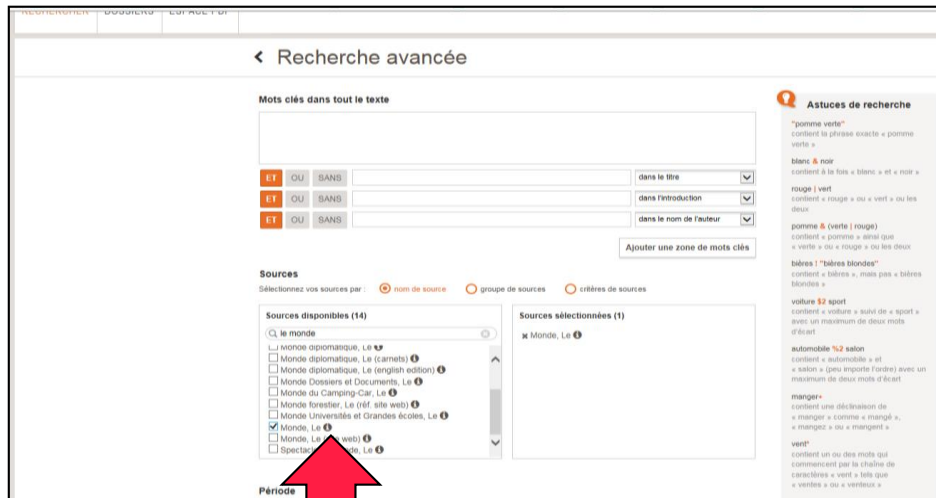 RECHERCHER DOSSIERS ESPACE PDF
Recherche avancée
Mots clés dans tout le texte
ET OU SANS dans le titre
ET OU SANS dans l'introduction
ET OU SANS dans le nom de l'auteur
Ajouter une zone de mots clés
Sources
Sélectionnez vos sources par : nom de source groupe de sources critères de sources
Sources disponibles (14)
le monde
Monde diplomatique, Le
Monde diplomatique, Le (carnets)
Monde diplomatique, Le (english edition)
Monde Dossiers et Documents, Le
Monde du Camping-Car, Le
Monde forestier, Le (réf. site web)
Monde Universités et Grandes écoles, Le
Monde, Le
Monde, Le web)
Le
Sources sélectionnées (1)
Monde, Le
Période
Astuces de recherche
"pomme verte"
contient la phrase exacte « pomme
verte »
blanc & noir
contient à la fois « blanc » et « noir »
rouge | vert
contient « rouge » ou « vert » ou les
deux
pomme & (verte | rouge)
contient « pomme » ainsi que
« verte » ou « rouge » ou les deux
bières ! "bières blondes"
contient « bières », mais pas « bières
blondes »
voiture $2 sport
contient « voiture » suivi de « sport »
avec un maximum de deux mots
d'écart
automobile %2 salon
contient « automobile » et
« salon » (peu importe l'ordre) avec un
maximum de deux mots d'écart
manger+
contient une déclinaison de
« manger » comme « mangé »,
« mangez » ou « mangent »
vent*
contient un ou des mots qui
commencent par la chaîne de
caractères « vent » tels que
« ventes » ou « venteux »